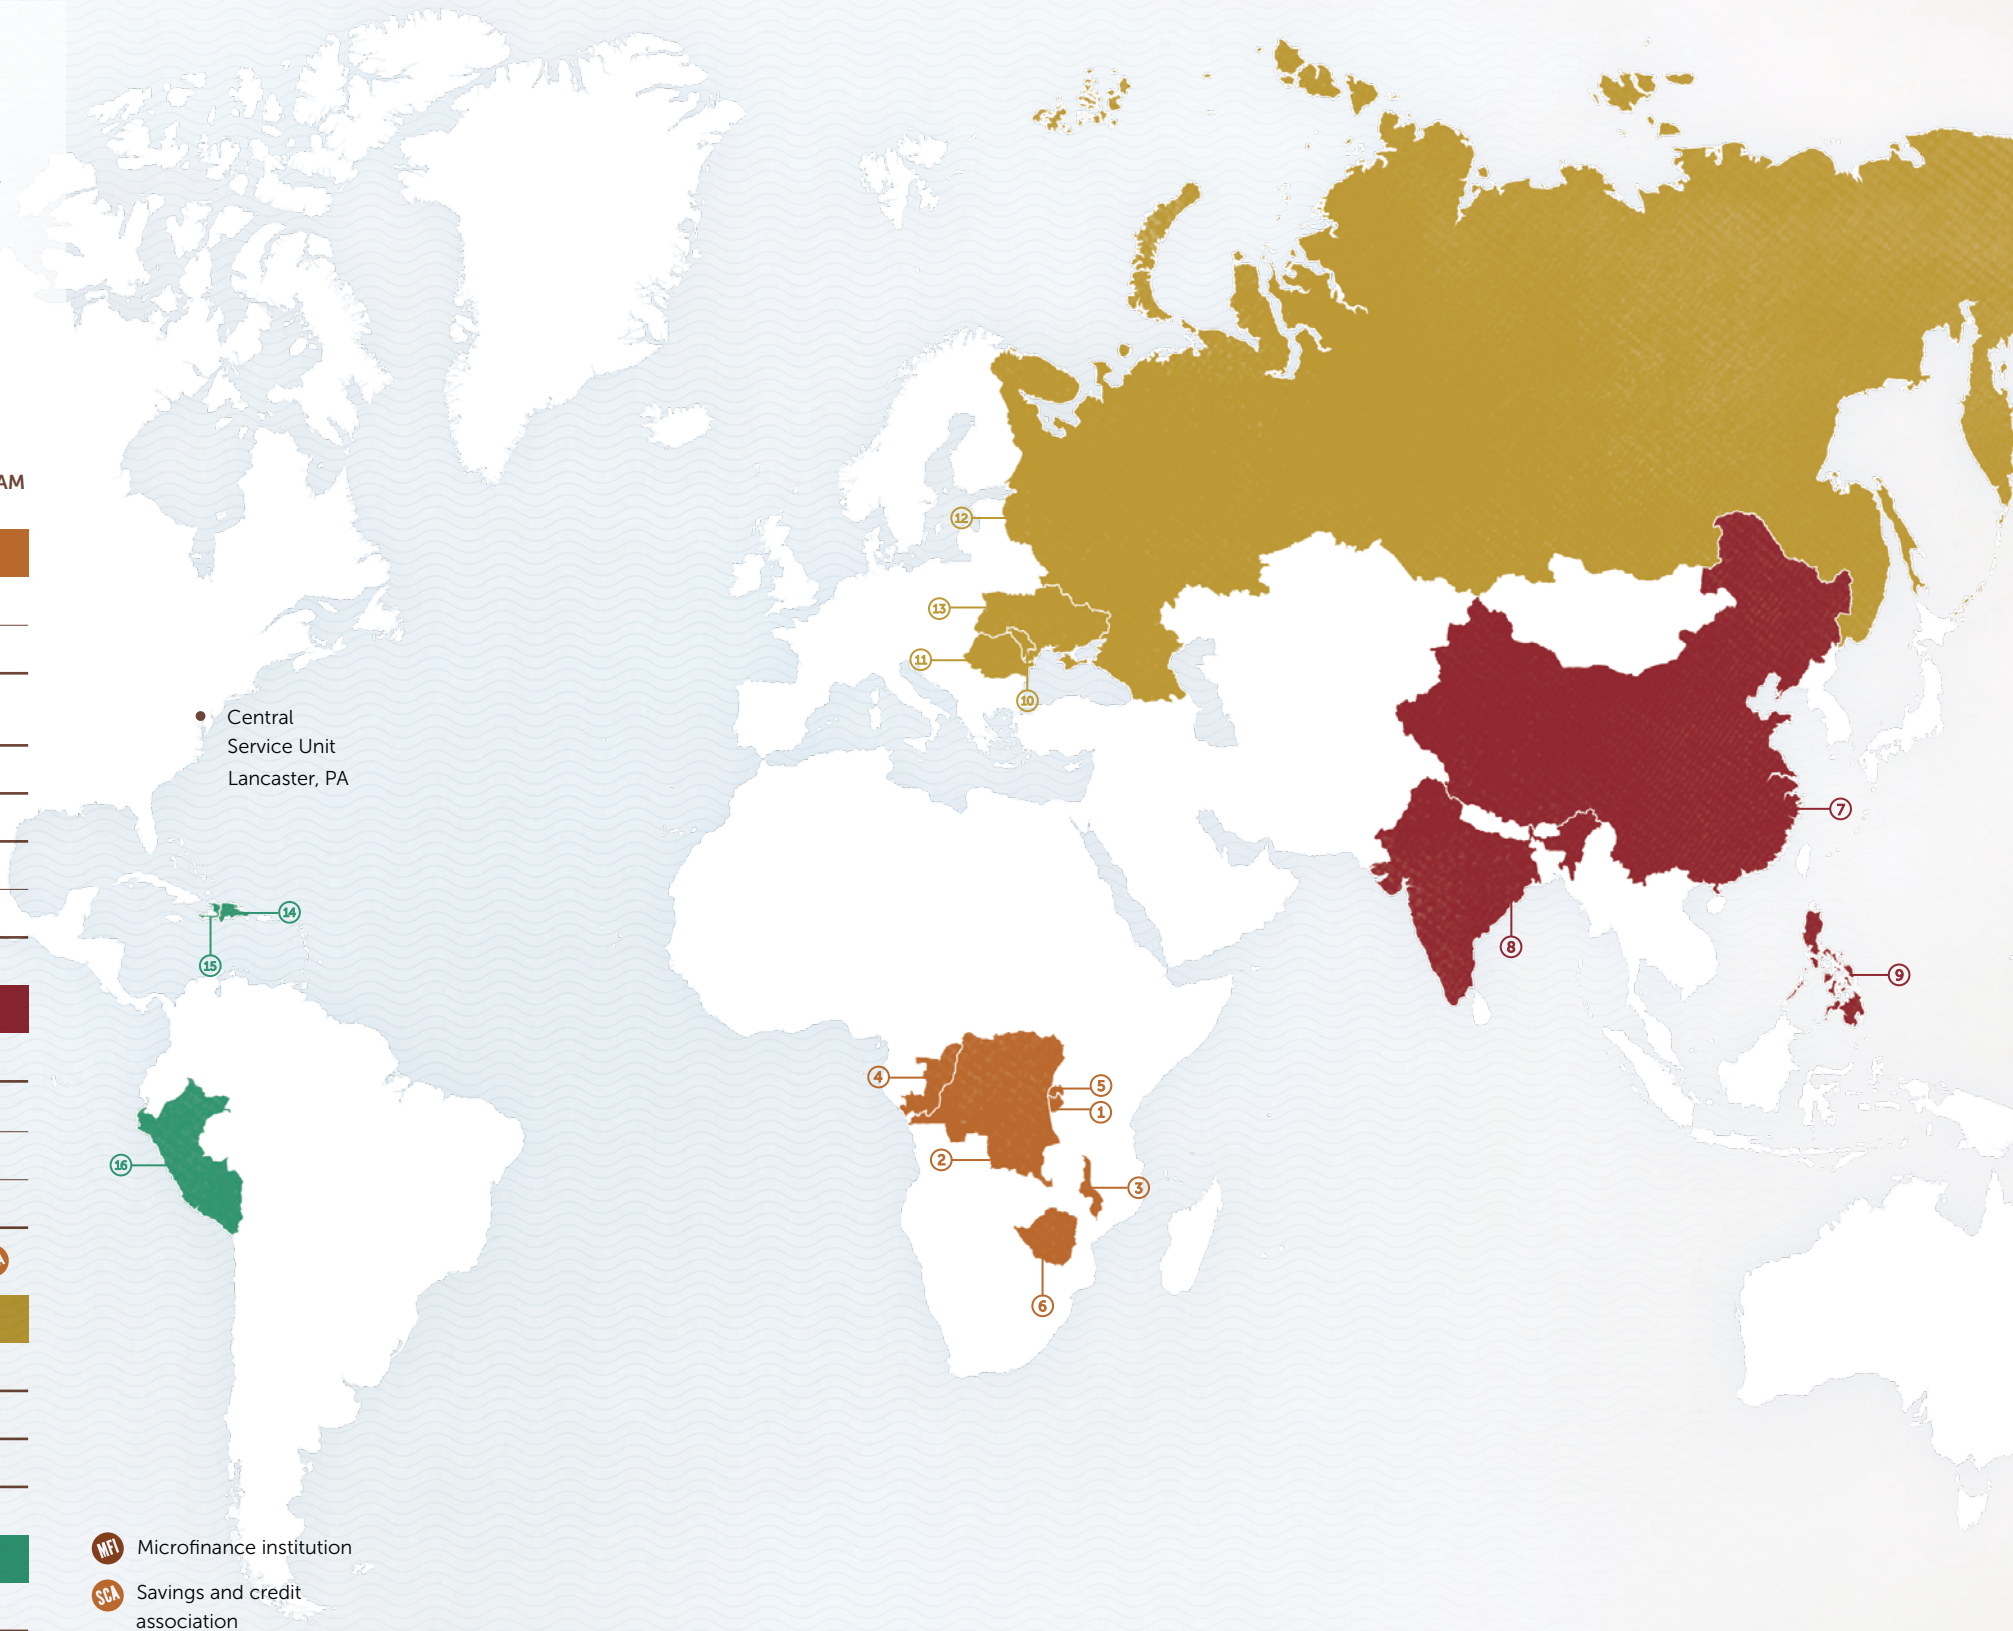 AM
12
13
11
10
Central
Service Unit
Lancaster, PA
7
14
8
15
9
4
5
1
2
16
3
6
MFI Microfinance institution
SCA Savings and credit
association